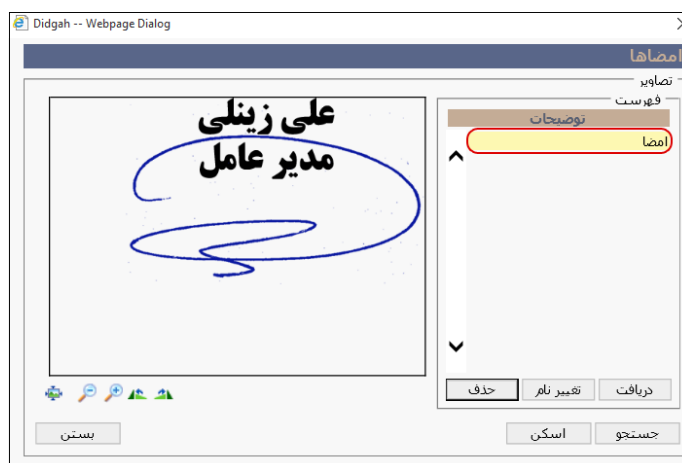 Didgah -- Webpage Dialog
امضاها
تصاویر
فهرست
توضیحات
امضا
علی زینلی
مدیر عامل
دریافت
تغییر نام
حذف
جستجو
اسکن
بستن